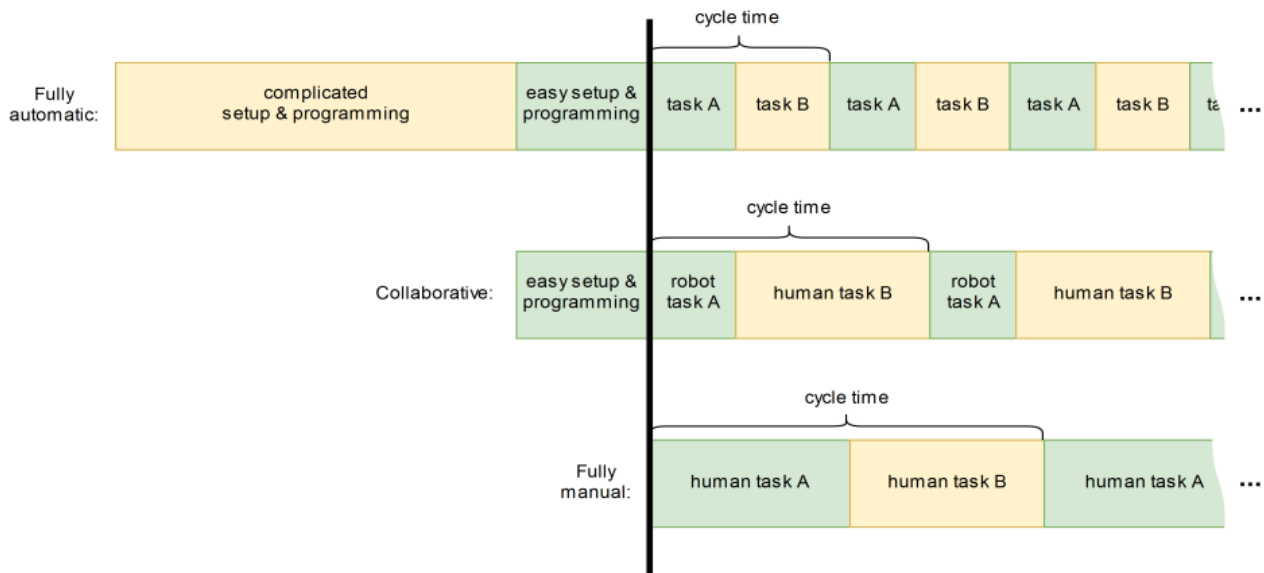 cycle time
Fully
automatic:
complicated
setup & programming
easy setup &
programming
task A
task B
task A
task B
task A
task B
...
cycle time
Collaborative:
easy setup &
programming
robot
task A
human task B
robot
task A
human task B
...
cycle time
Fully
manual:
human task A
human task B
human task A
...